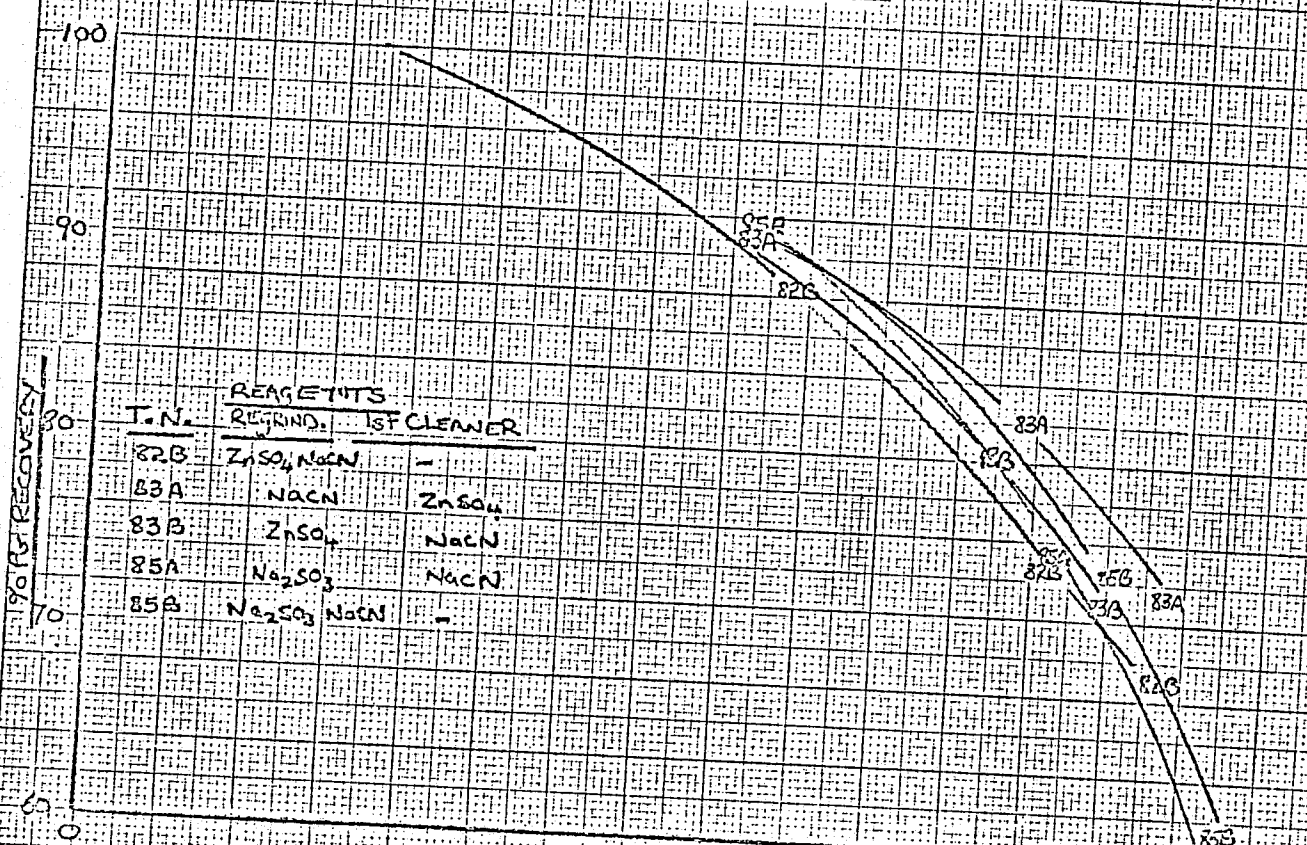 100
90
80
70
60
0
% Pb RECOVERY
REAGENTS
T.N. REGRIND. 1ST CLEANER
82B ZnSO4 NaCN -
83A NaCN ZnSO4
83B ZnSO4 NaCN
85A Na2SO3 NaCN
85B Na2SO3 NaCN -
83A
82B
83A
83B
82B
85B
83A
83B
82B
85B